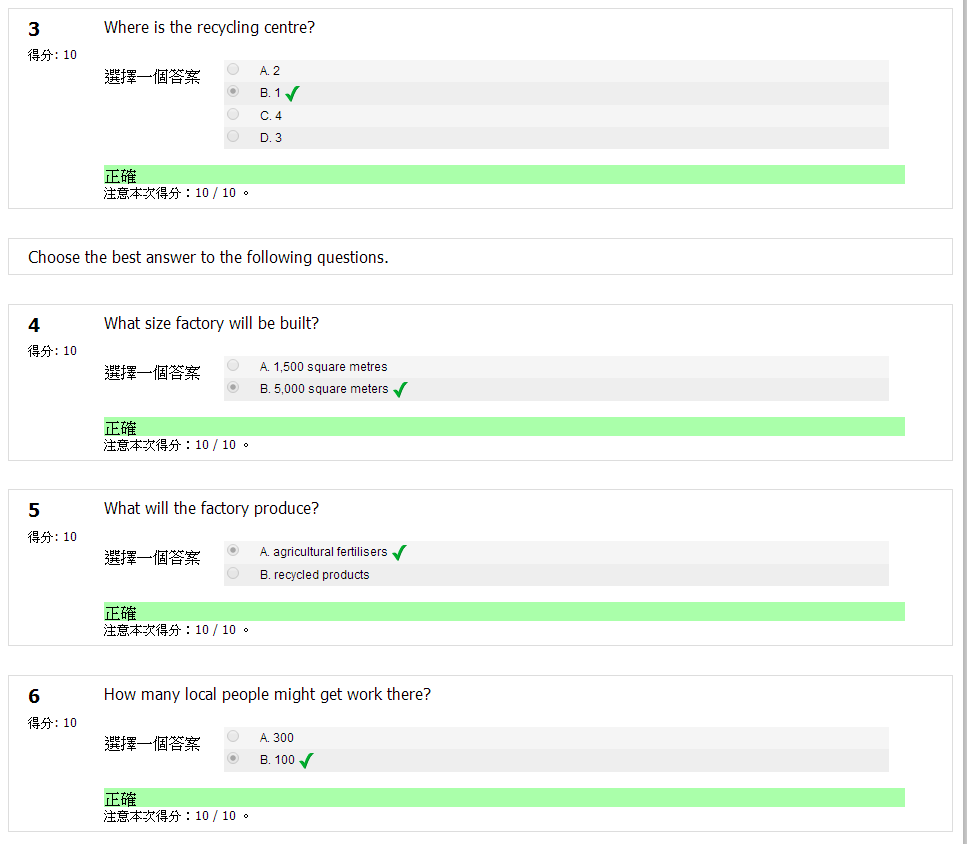 3 Where is the recycling centre?
得分: 10
選擇一個答案
A. 2
B. 1
C. 4
D. 3
正確
注意本次得分：10 / 10 。
Choose the best answer to the following questions.
4 What size factory will be built?
得分: 10
選擇一個答案
A. 1,500 square metres
B. 5,000 square meters
正確
注意本次得分：10 / 10 。
5 What will the factory produce?
得分: 10
選擇一個答案
A. agricultural fertilisers
B. recycled products
正確
注意本次得分：10 / 10 。
6 How many local people might get work there?
得分: 10
選擇一個答案
A. 300
B. 100
正確
注意本次得分：10 / 10 。